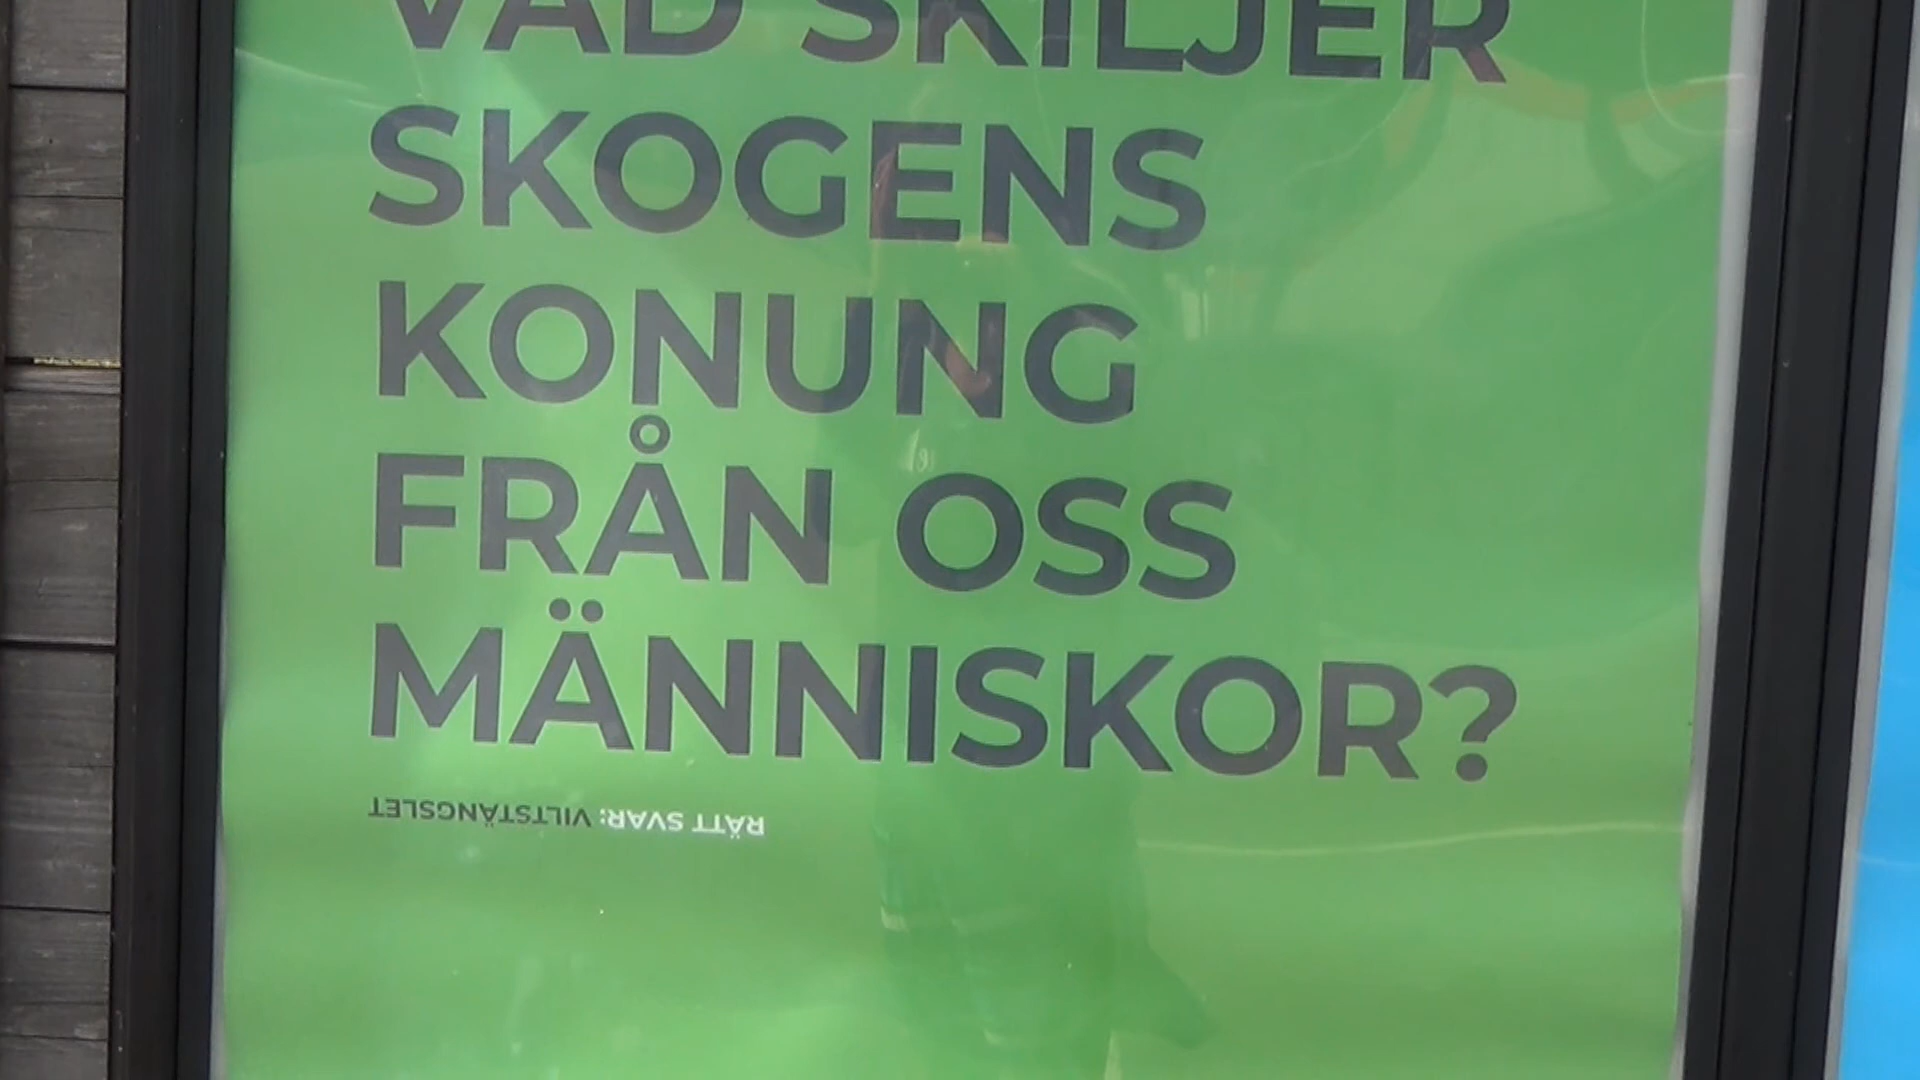 VAD SKILJER
SKOGENS
KONUNG
FRÅN OSS
MÄNNISKOR?
RÄTT SVAR: VILTSTÄNGSLET